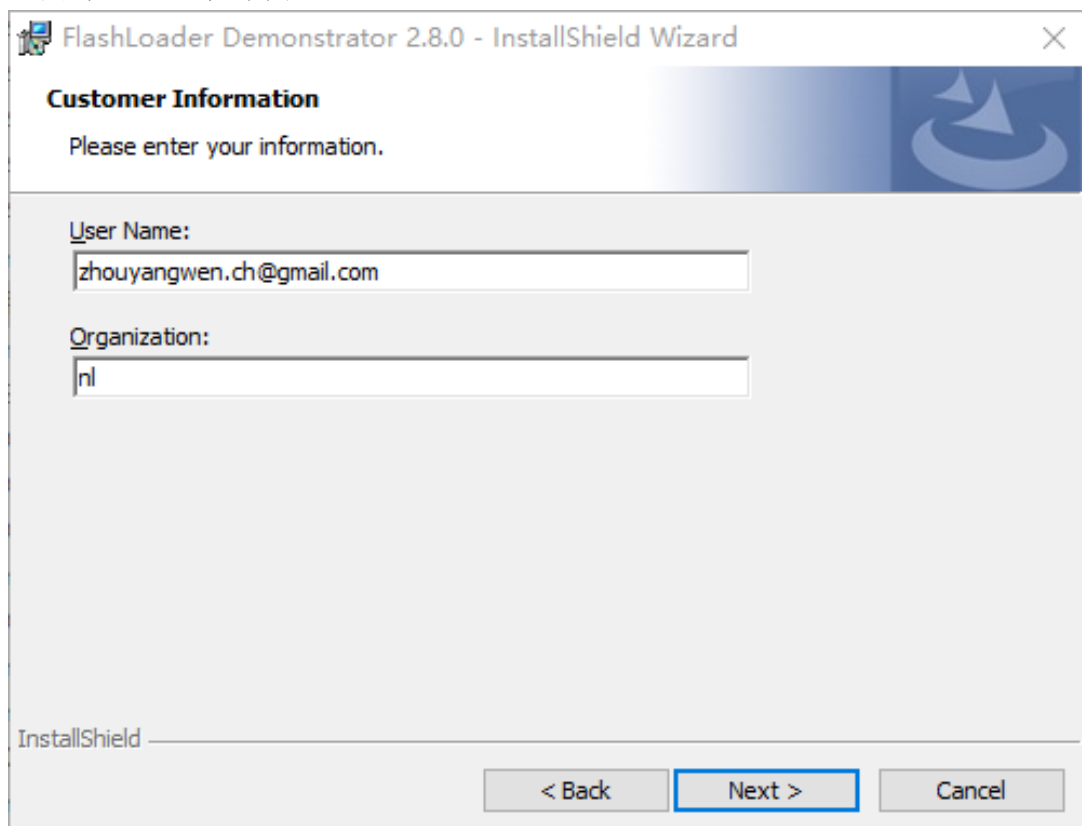 FlashLoader Demonstrator 2.8.0 - InstallShield Wizard
Customer Information
Please enter your information.
User Name:
zhouyangwen.ch@gmail.com
Organization:
nl
InstallShield
< Back Next > Cancel